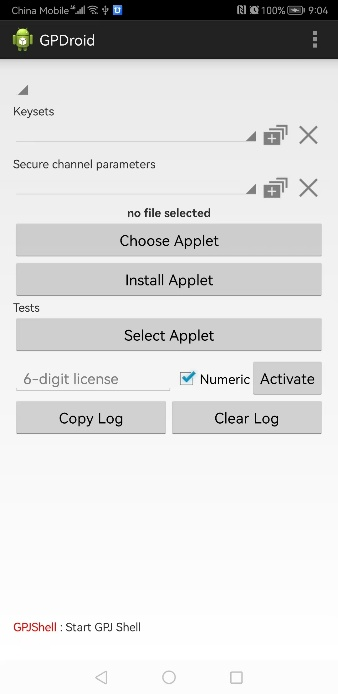 China Mobile 100% 9:04
GPDroid
Keysets
Secure channel parameters
no file selected
Choose Applet
Install Applet
Tests
Select Applet
6-digit license Numeric Activate
Copy Log Clear Log
GPJShell : Start GPJ Shell